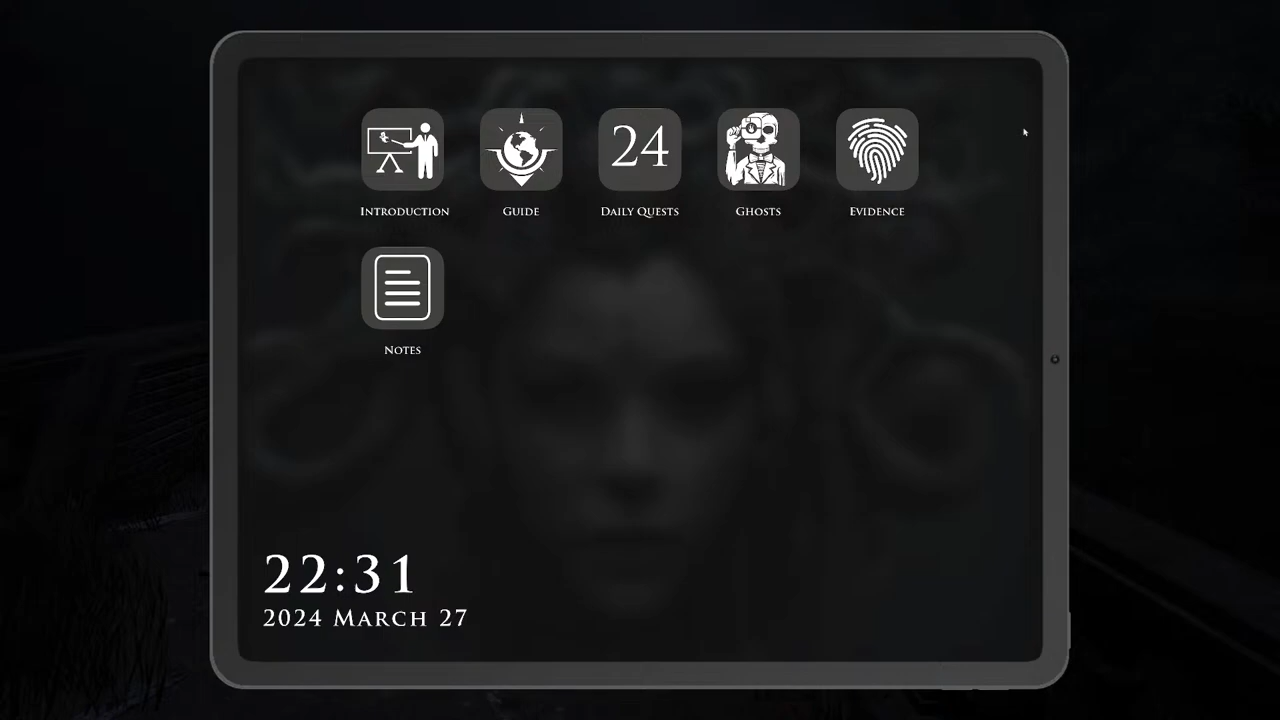 24
Introduction
Guide
Daily Quests
Ghosts
Evidence
Notes
22:31
2024 March 27